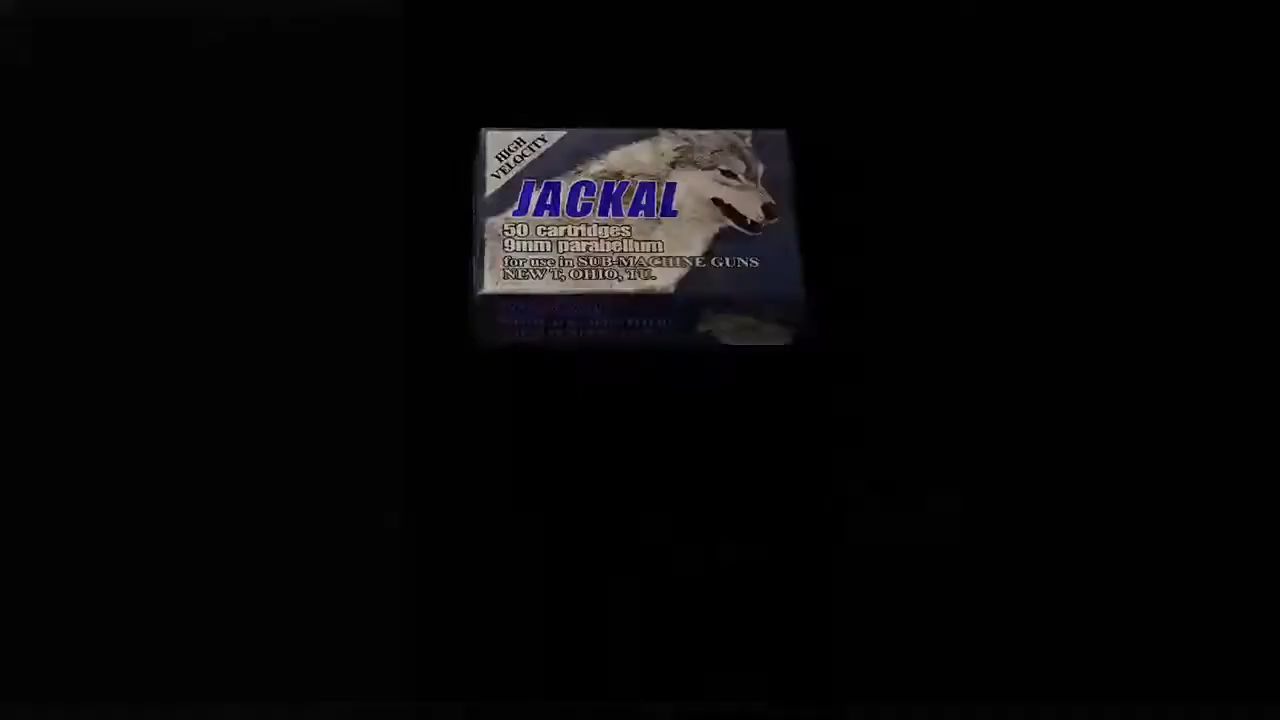 HIGH
VELOCITY
JACKAL
50 cartridges
9mm parabellum
for use in SUB-MACHINE GUNS
NEW T, OHIO, TU.